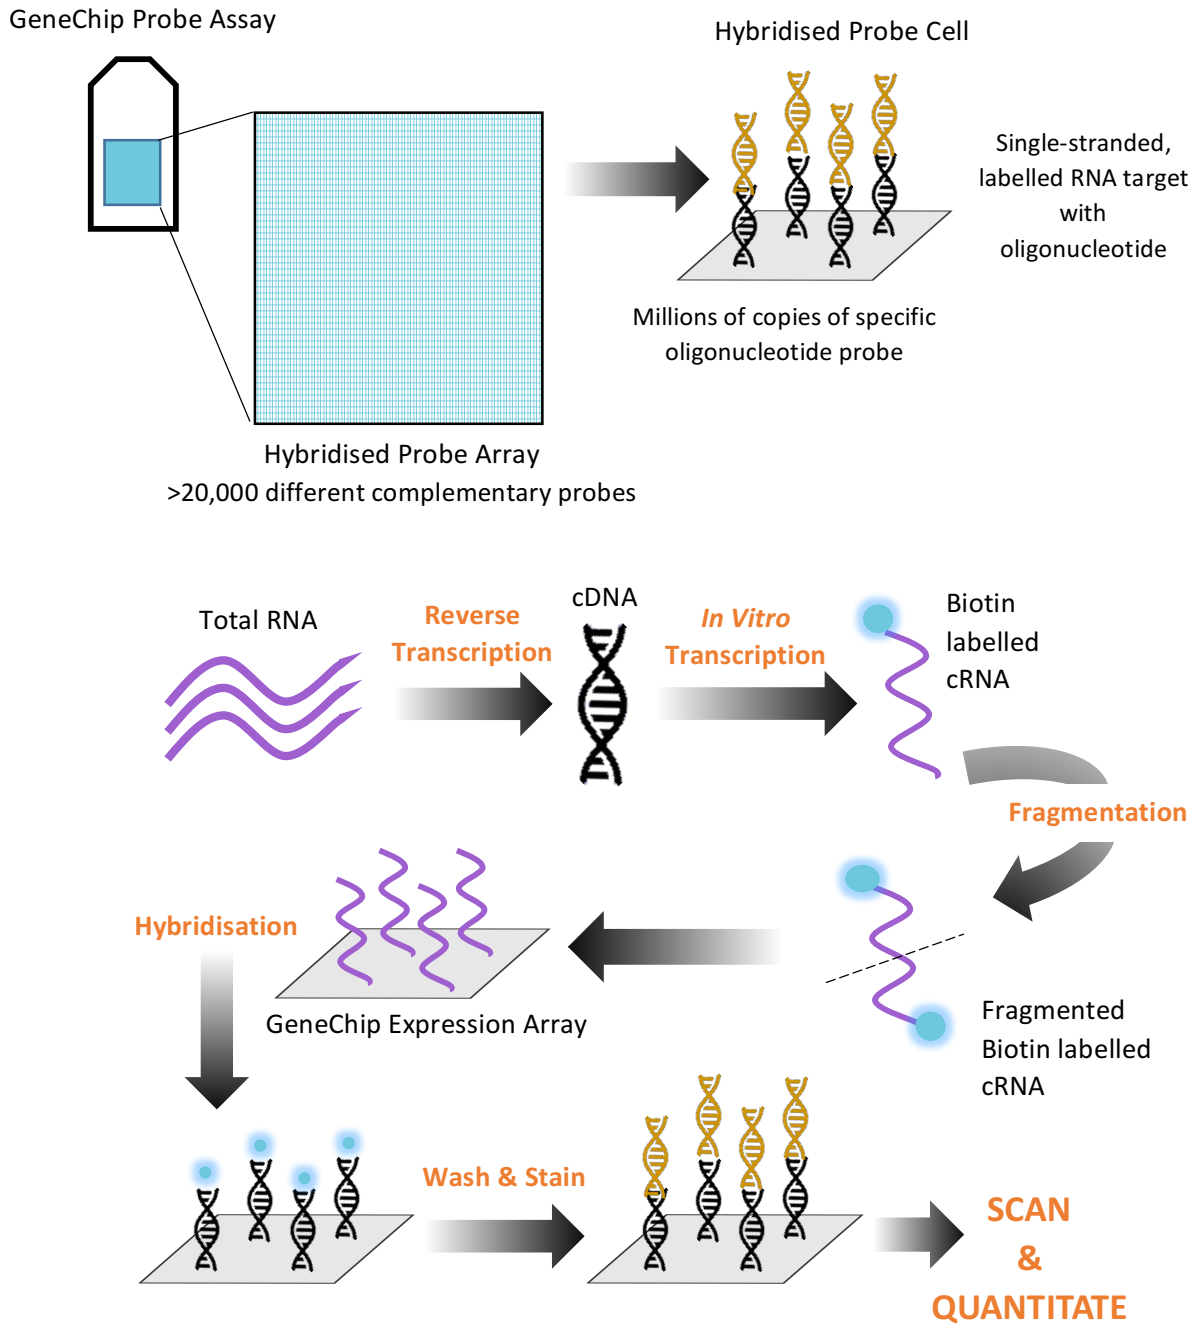 GeneChip Probe Assay
Hybridised Probe Cell
Single-stranded,
labelled RNA target
with
oligonucleotide
Millions of copies of specific
oligonucleotide probe
Hybridised Probe Array
>20,000 different complementary probes
Total RNA
Reverse
Transcription
cDNA
In Vitro
Transcription
Biotin
labelled
cRNA
Fragmentation
Hybridisation
GeneChip Expression Array
Fragmented
Biotin labelled
cRNA
Wash & Stain
SCAN
&
QUANTITATE